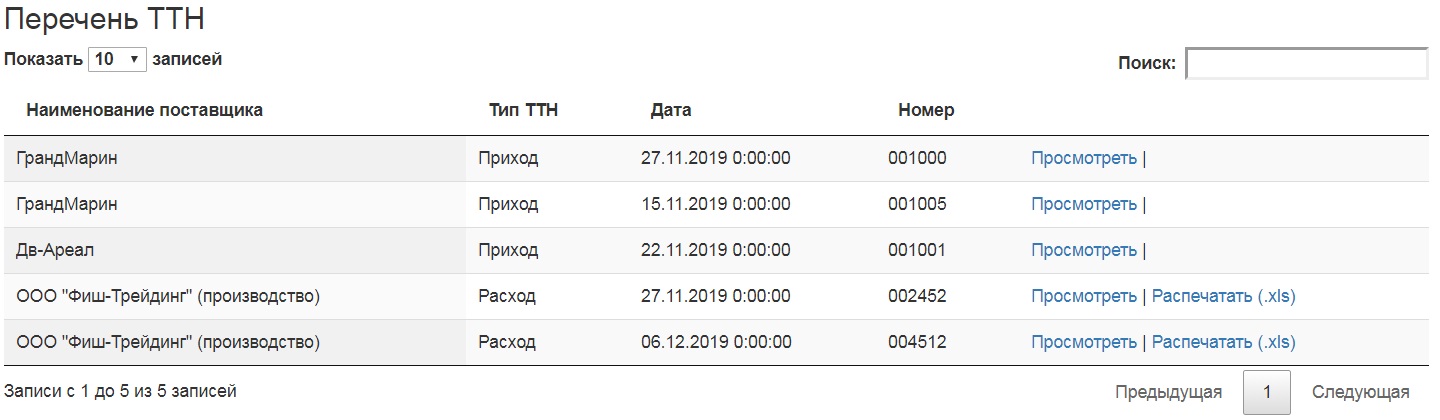 Перечень ТТН
Показать 10 записей Поиск:
Наименование поставщика Тип ТТН Дата Номер
ГрандМарин Приход 27.11.2019 0:00:00 001000 Просмотреть |
ГрандМарин Приход 15.11.2019 0:00:00 001005 Просмотреть |
Дв-Ареал Приход 22.11.2019 0:00:00 001001 Просмотреть |
ООО "Фиш-Трейдинг" (производство) Расход 27.11.2019 0:00:00 002452 Просмотреть | Распечатать (.xls)
ООО "Фиш-Трейдинг" (производство) Расход 06.12.2019 0:00:00 004512 Просмотреть | Распечатать (.xls)
Записи с 1 до 5 из 5 записей Предыдущая 1 Следующая